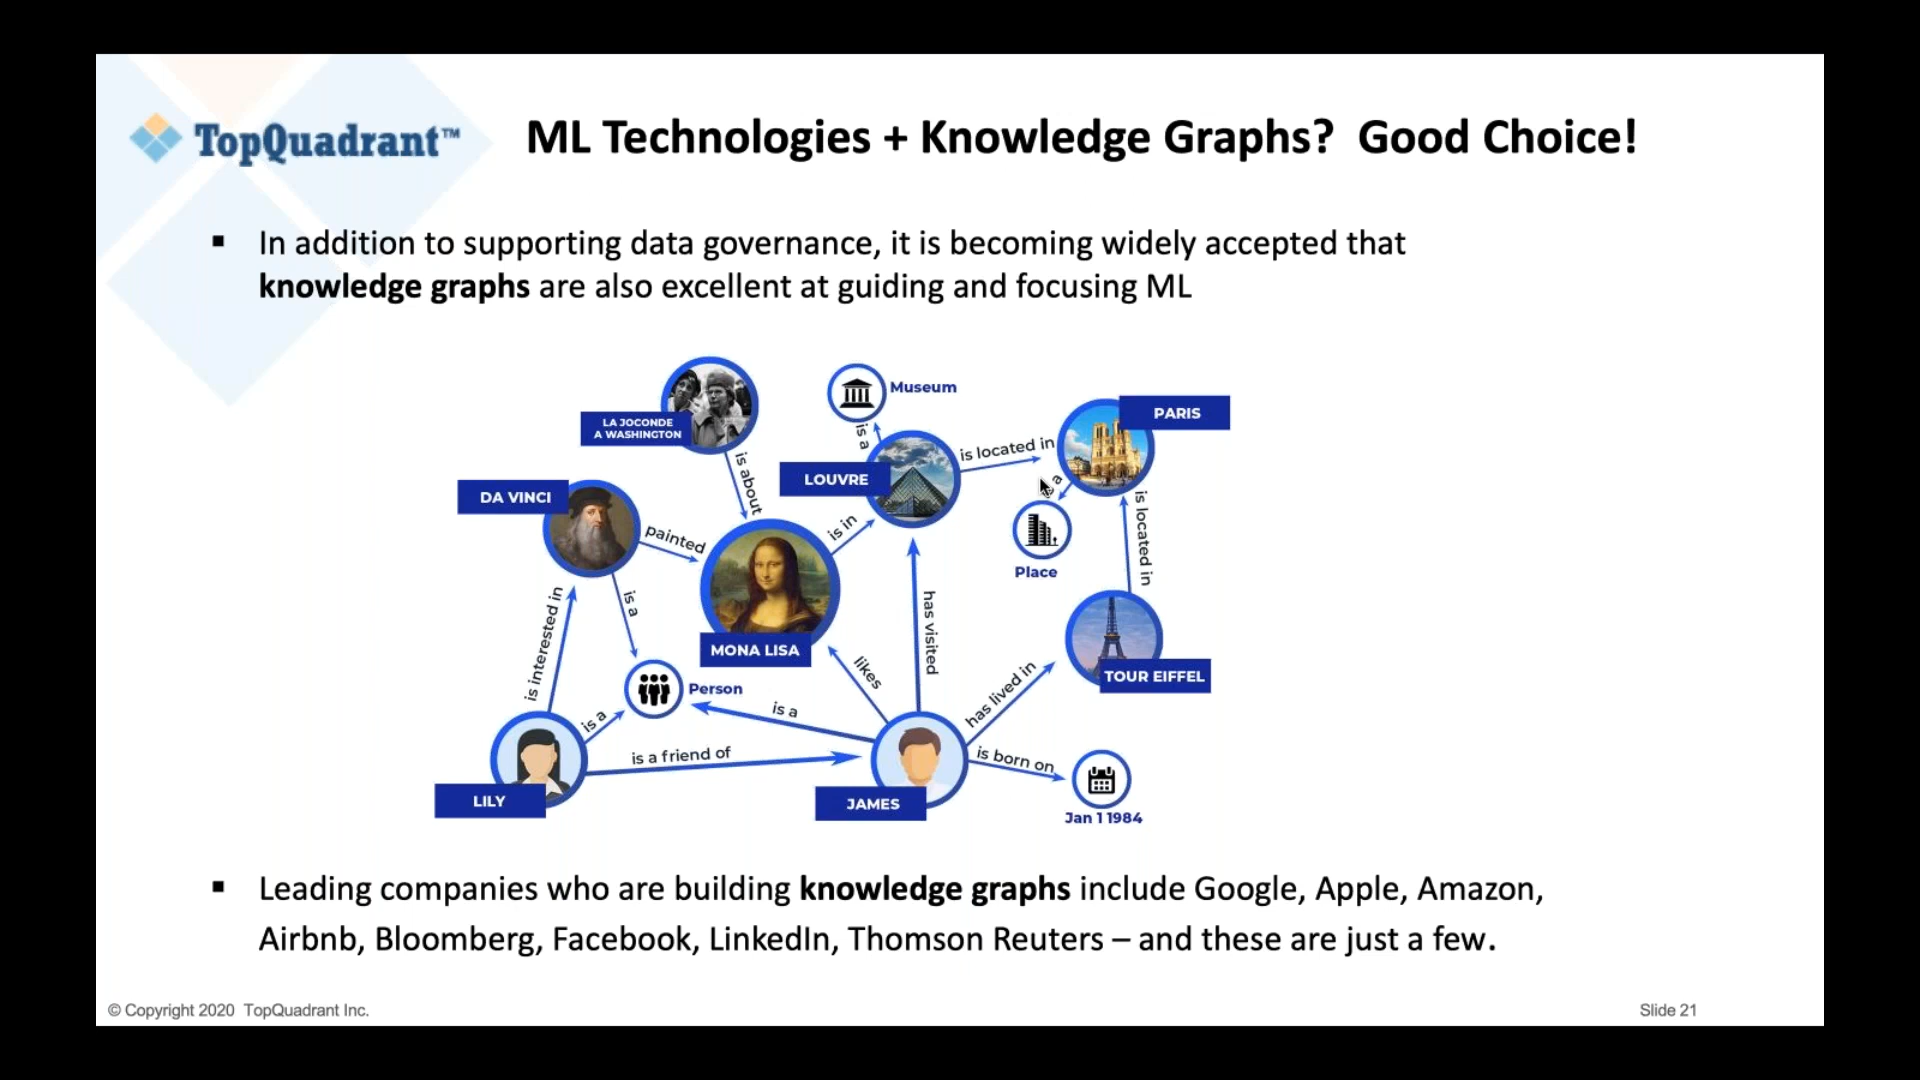 TopQuadrant™
ML Technologies + Knowledge Graphs? Good Choice!
▪ In addition to supporting data governance, it is becoming widely accepted that
knowledge graphs are also excellent at guiding and focusing ML
LA JOCONDE
A WASHINGTON
Museum
PARIS
is a
is located in
is about
LOUVRE
a
DA VINCI
painted
is in
is located in
Place
is interested in
is a
MONA LISA
has visited
likes
TOUR EIFFEL
Person
has lived in
is a
is a
is a friend of
is born on
LILY
JAMES
Jan 1 1984
▪ Leading companies who are building knowledge graphs include Google, Apple, Amazon,
Airbnb, Bloomberg, Facebook, LinkedIn, Thomson Reuters – and these are just a few.
© Copyright 2020 TopQuadrant Inc.
Slide 21